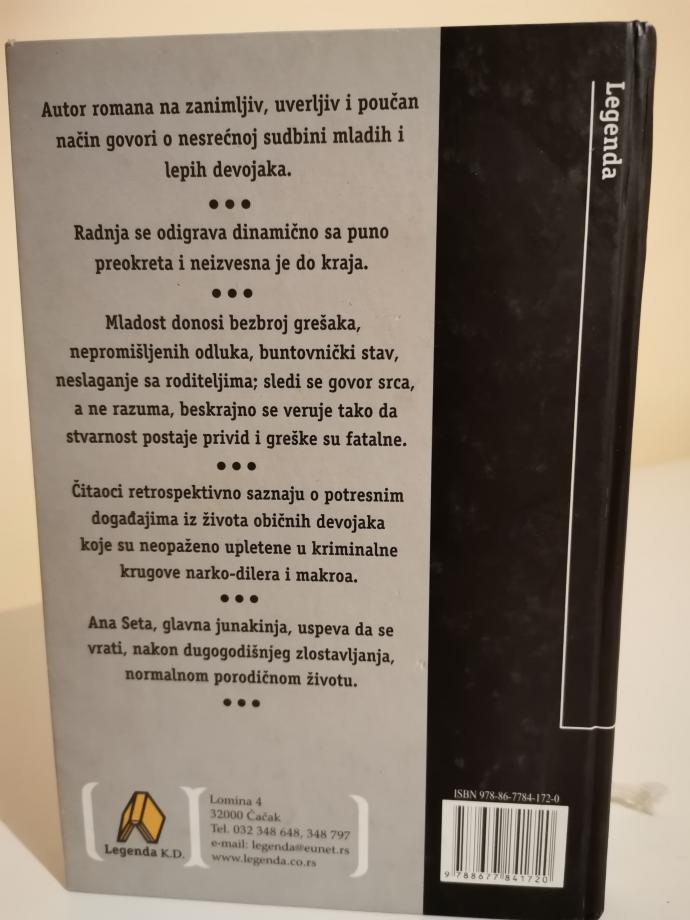 Autor romana na zanimljiv, uverljiv i poučan
način govori o nesrećnoj sudbini mladih i
lepih devojaka.
•••
Radnja se odigrava dinamično sa puno
preokreta i neizvesna je do kraja.
•••
Mladost donosi bezbroj grešaka,
nepromišljenih odluka, buntovnički stav,
neslaganje sa roditeljima; sledi se govor srca,
a ne razuma, beskrajno se veruje tako da
stvarnost postaje privid i greške su fatalne.
•••
Čitaoci retrospektivno saznaju o potresnim
događajima iz života običnih devojaka
koje su neopaženo upletene u kriminalne
krugove narko-dilera i makroa.
•••
Ana Seta, glavna junakinja, uspeva da se
vrati, nakon dugogodišnjeg zlostavljanja,
normalnom porodičnom životu.
•••
Legenda K.D.
Lomina 4
32000 Čačak
Tel. 032 348 648, 348 797
e-mail: legenda@eunet.rs
www.legenda.co.rs
Legenda
ISBN 978-86-7784-172-0
9 788677 841720